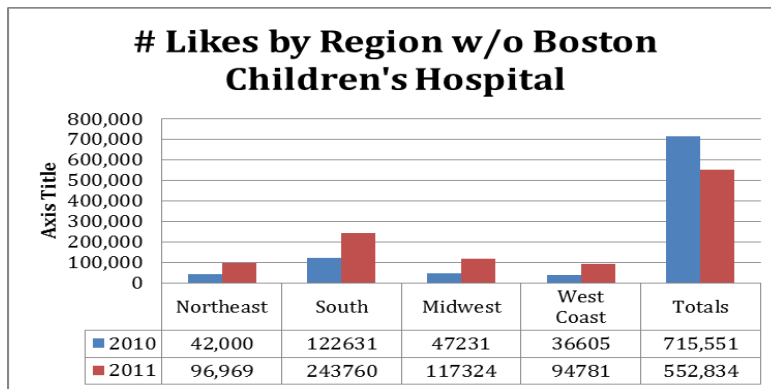 # Likes by Region w/o Boston
Children's Hospital
Axis Title
800,000
700,000
600,000
500,000
400,000
300,000
200,000
100,000
0
Northeast South Midwest West Coast Totals
2010 42,000 122631 47231 36605 715,551
2011 96,969 243760 117324 94781 552,834